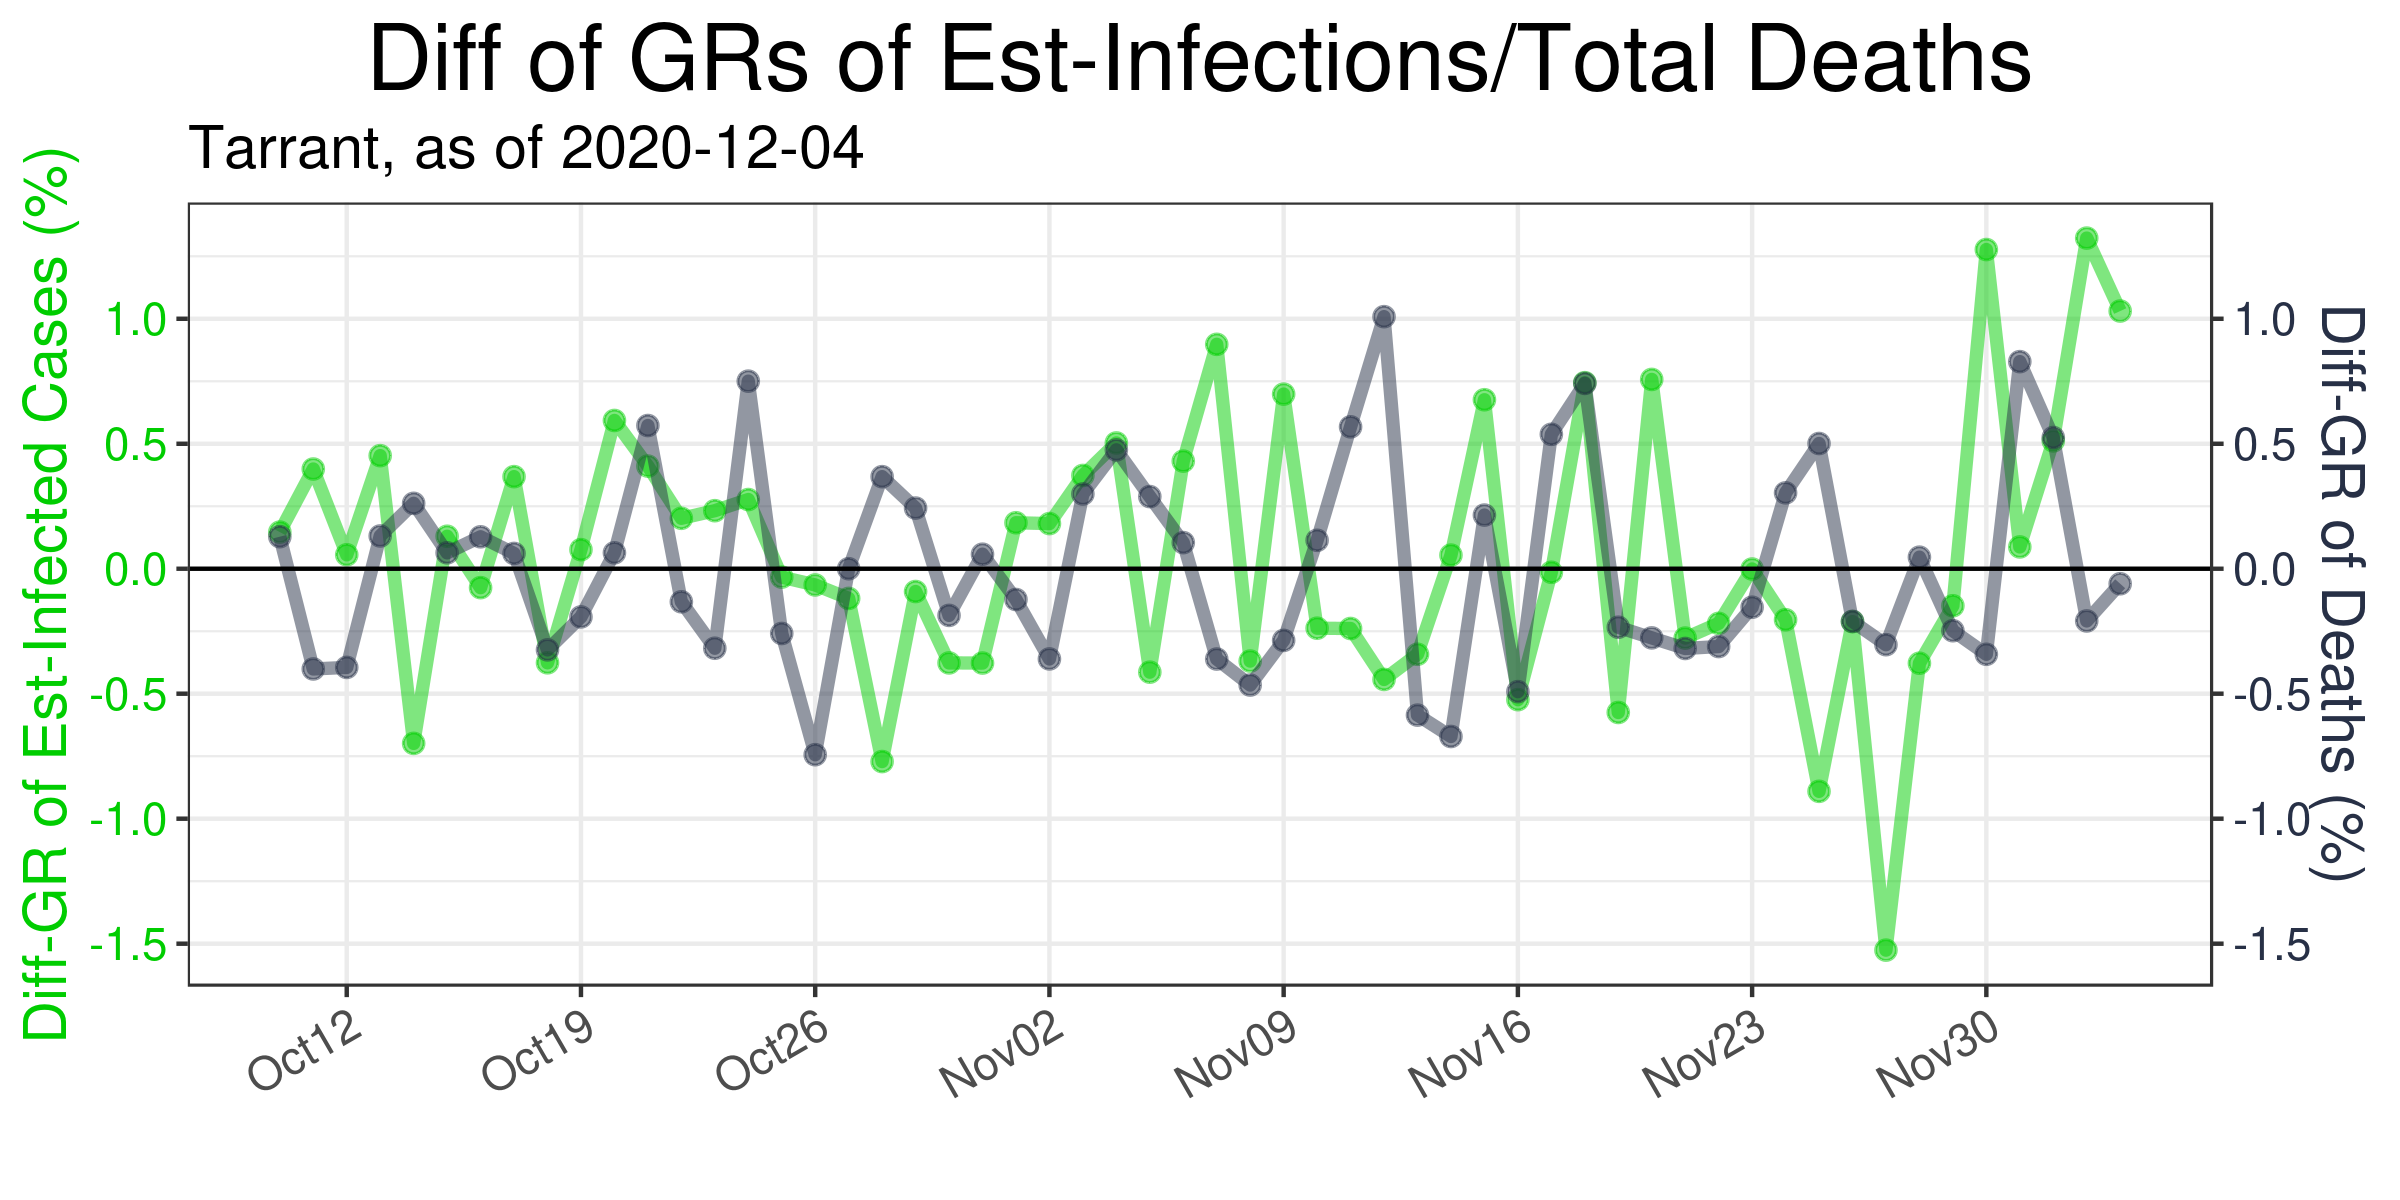 Diff of GRs of Est-Infections/Total Deaths
Tarrant, as of 2020-12-04
Diff-GR of Est-Infected Cases (%)
1.0
0.5
0.0
-0.5
-1.0
-1.5
1.0
0.5
0.0
-0.5
-1.0
-1.5
Diff-GR of Deaths (%)
Oct12
Oct19
Oct26
Nov02
Nov09
Nov16
Nov23
Nov30